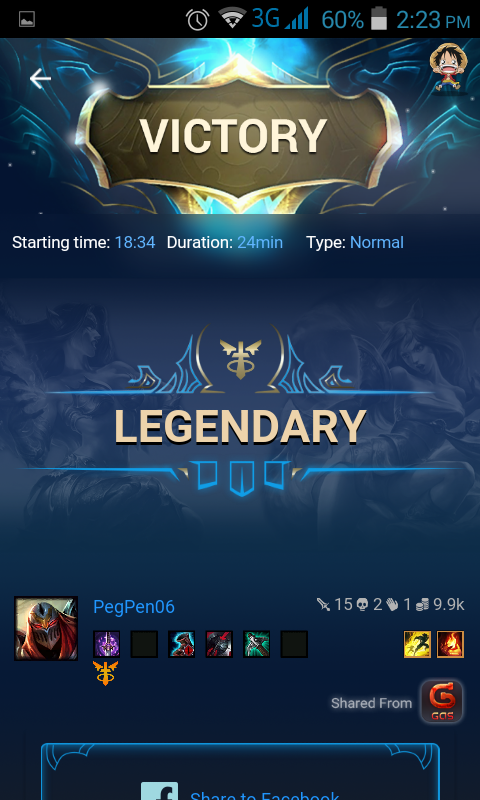 3G 60% 2:23 PM
VICTORY
Starting time: 18:34 Duration: 24min Type: Normal
LEGENDARY
PegPen06 15 2 1 9.9k
Shared From
GAS
Share to Facebook